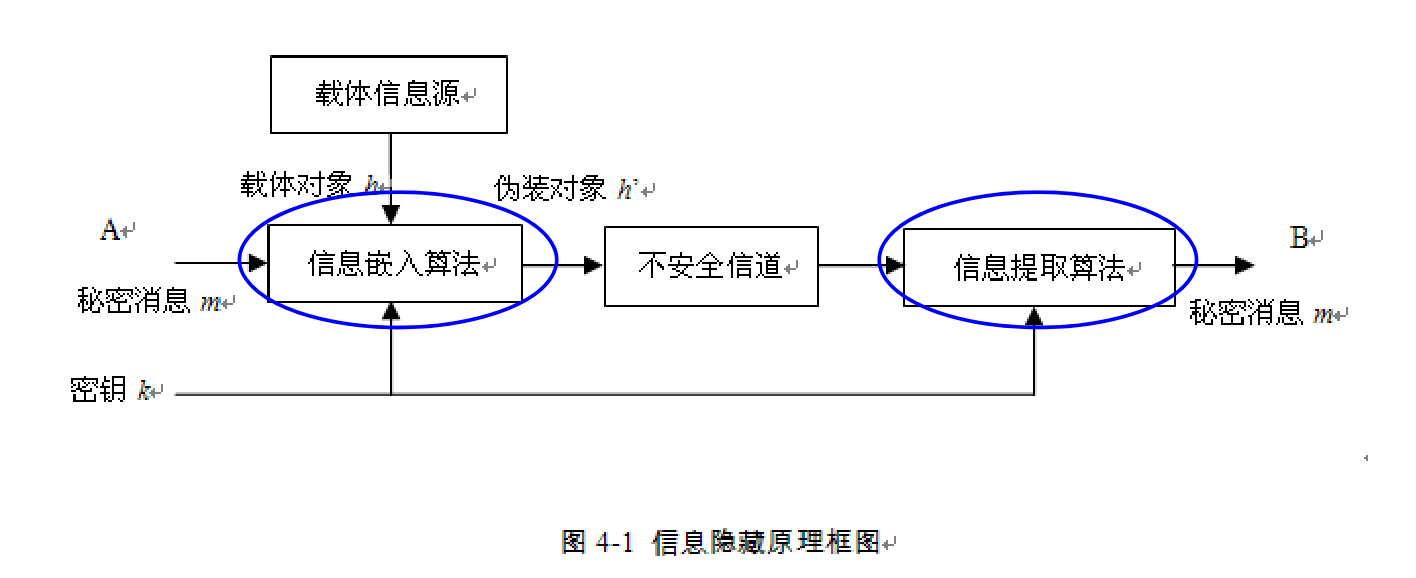 载体信息源
载体对象 h
伪装对象 h’
A
信息嵌入算法
不安全信道
信息提取算法
B
秘密消息 m
秘密消息 m
密钥 k
图 4-1 信息隐藏原理框图